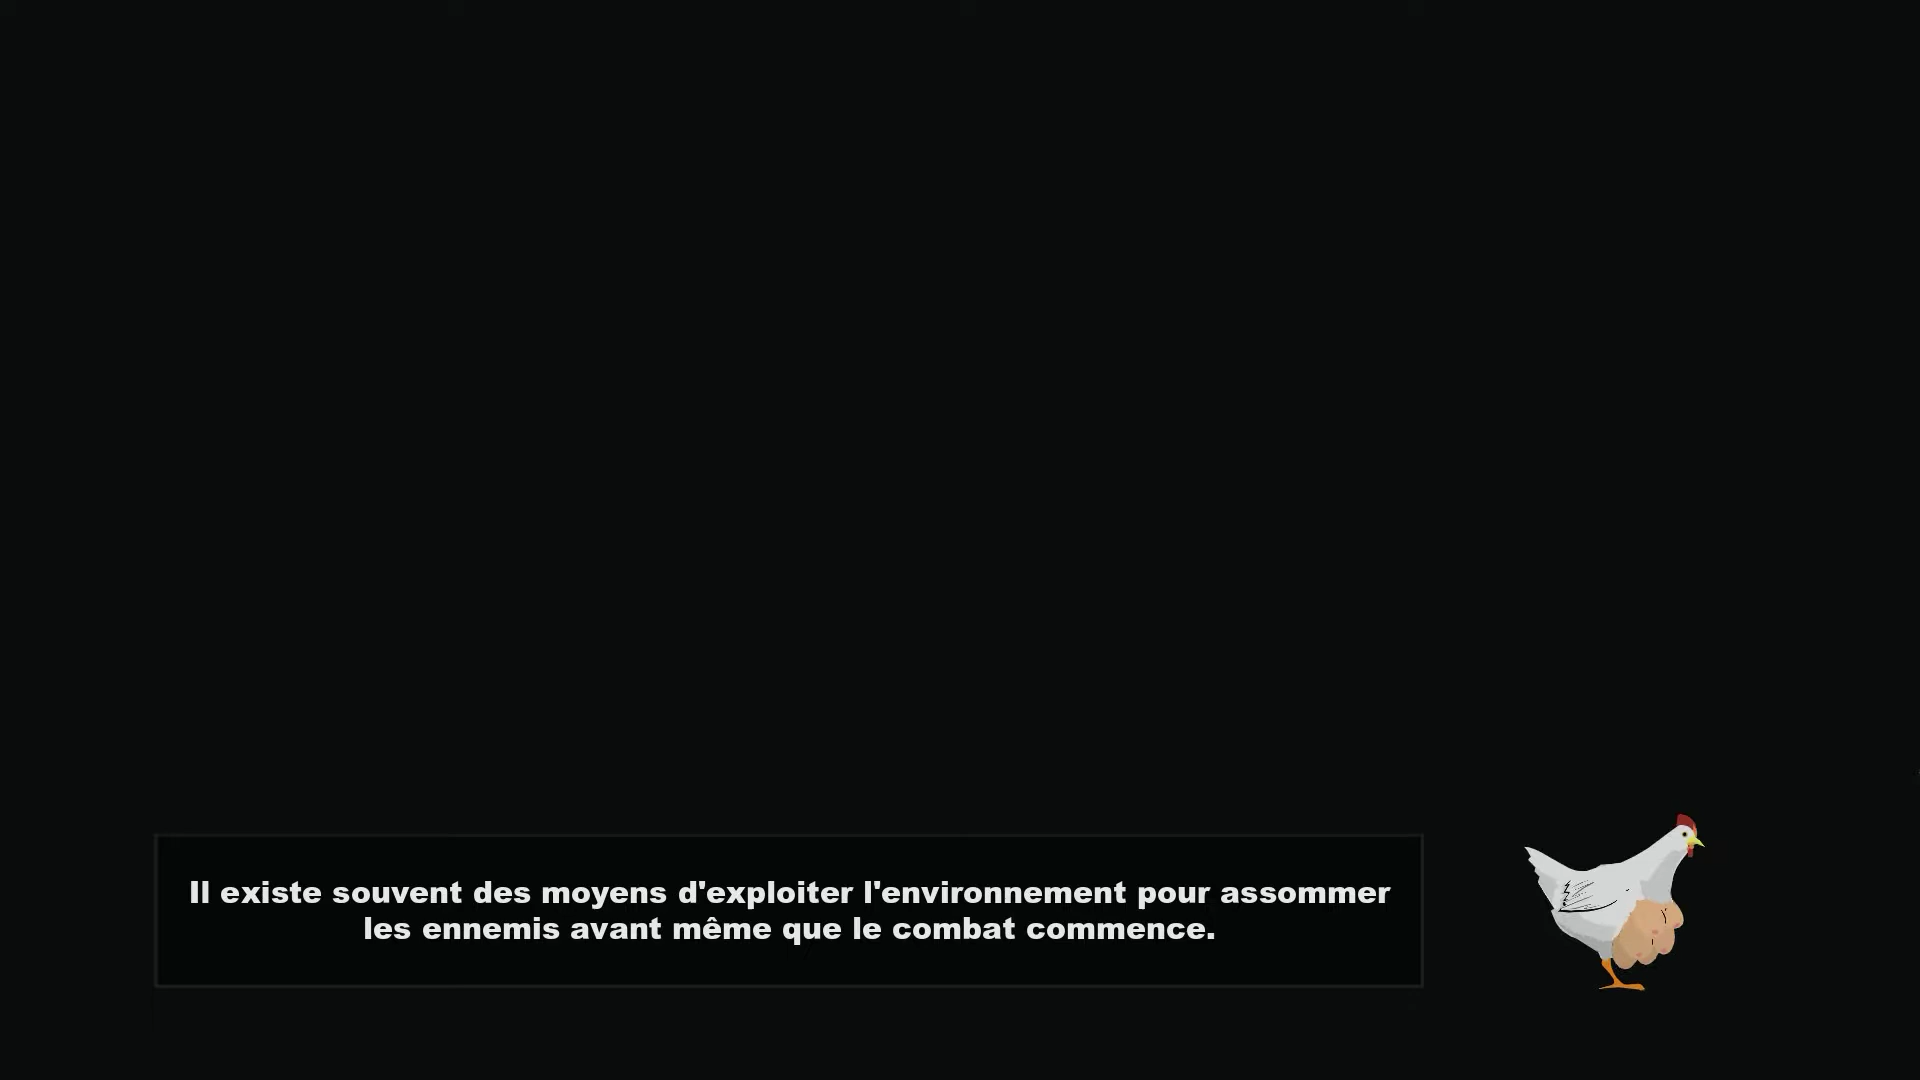 Il existe souvent des moyens d'exploiter l'environnement pour assommer
les ennemis avant même que le combat commence.